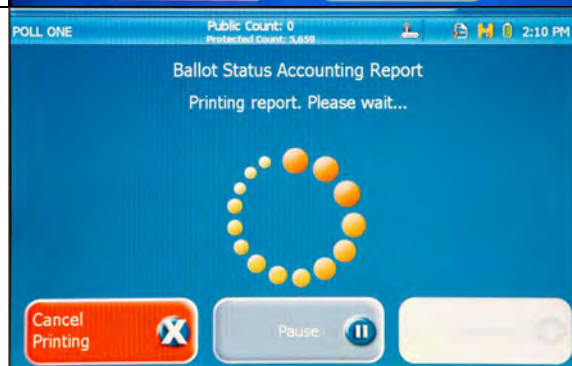 POLL ONE
Public Count: 0
Protected Count: 5,659
2:10 PM
Ballot Status Accounting Report
Printing report. Please wait...
Cancel
Printing
Pause